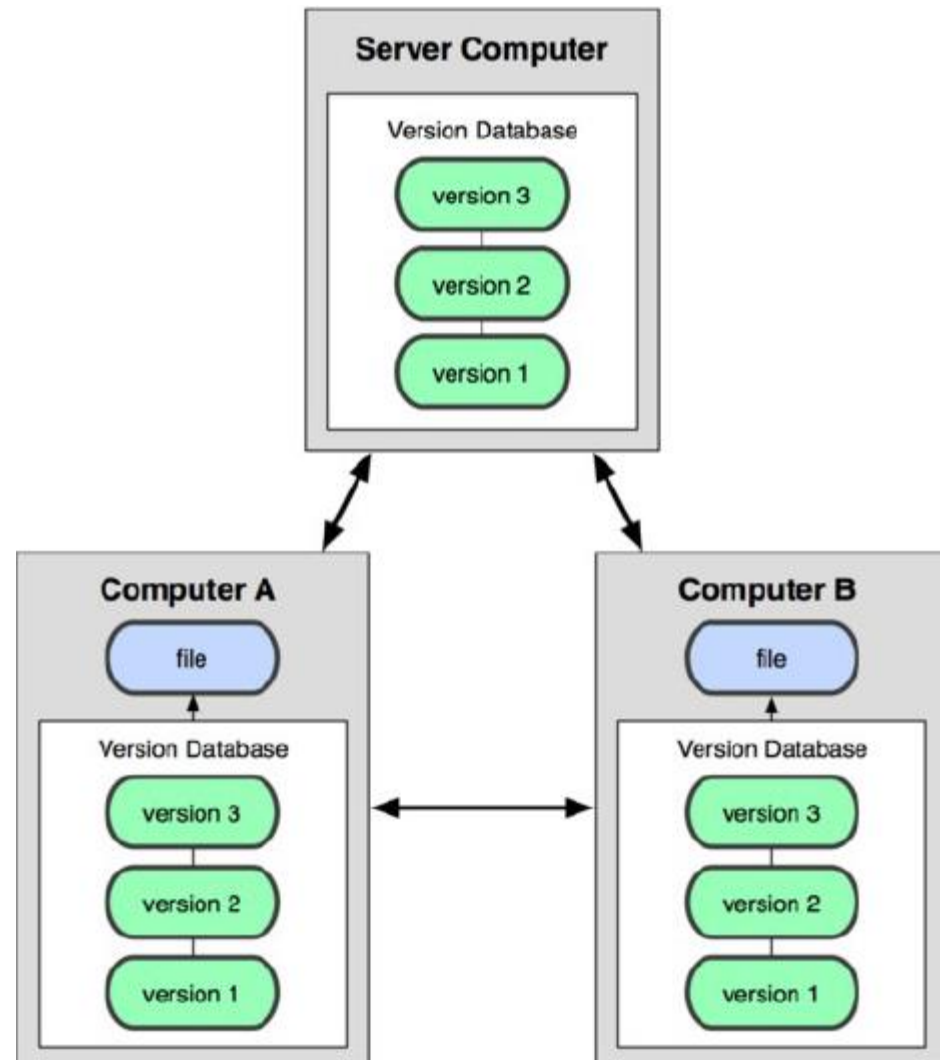 Server Computer
Version Database
version 3
version 2
version 1
Computer A
file
Version Database
version 3
version 2
version 1
Computer B
file
Version Database
version 3
version 2
version 1